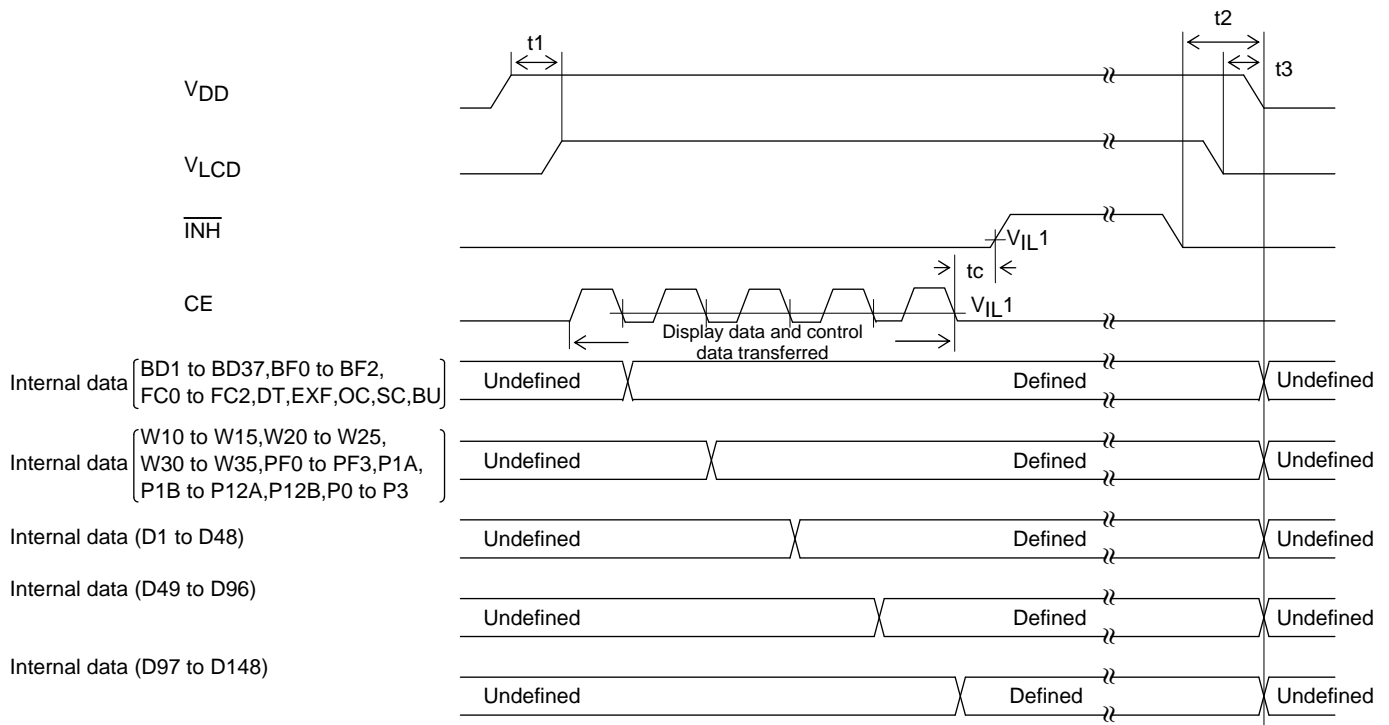 t1
t2
t3
VDD
VLCD
INH
VIL1
tc
CE
VIL1
Display data and control
data transferred
Internal data
BD1 to BD37,BF0 to BF2,
FC0 to FC2,DT,EXF,OC,SC,BU
Undefined
Defined
Undefined
Internal data
W10 to W15,W20 to W25,
W30 to W35,PF0 to PF3,P1A,
P1B to P12A,P12B,P0 to P3
Undefined
Defined
Undefined
Internal data (D1 to D48)
Undefined
Defined
Undefined
Internal data (D49 to D96)
Undefined
Defined
Undefined
Internal data (D97 to D148)
Undefined
Defined
Undefined